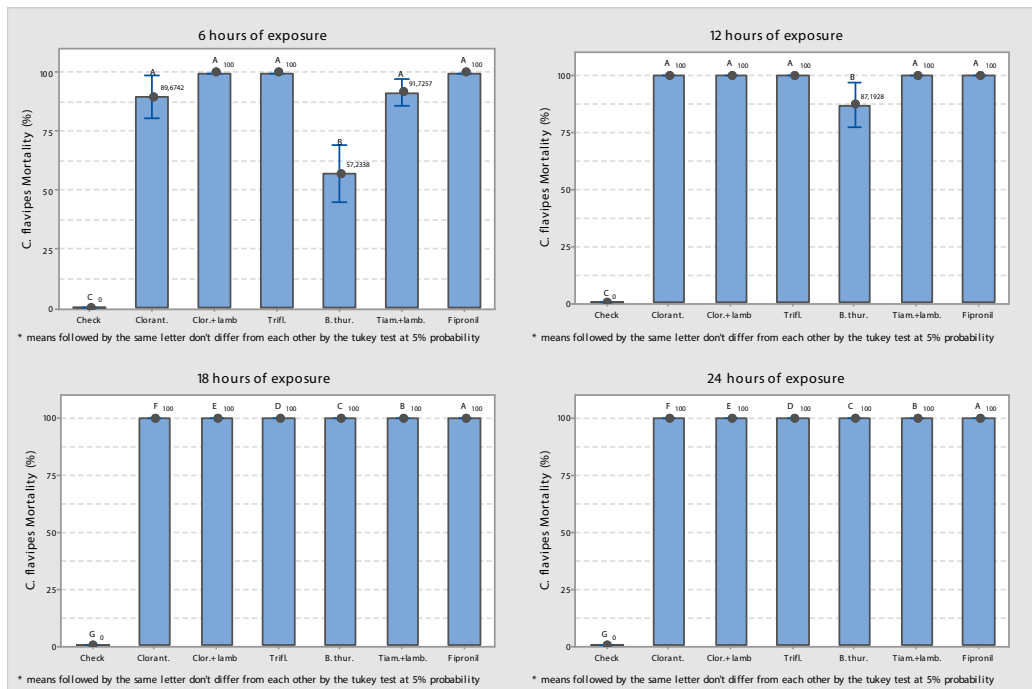 6 hours of exposure
C. flavipes Mortality (%)
100
75
50
25
0
C 0
A 89,6742
A 100
A 100
B 57,2338
A 91,7257
A 100
Check Clorant. Clor.+ lamb Trifl. B. thur. Tiam.+lamb. Fipronil
* means followed by the same letter don't differ from each other by the tukey test at 5% probability
12 hours of exposure
C. flavipes Mortality (%)
100
75
50
25
0
C 0
A 100
A 100
A 100
B 87,1928
A 100
A 100
Check Clorant. Clor.+ lamb Trifl. B. thur. Tiam.+lamb. Fipronil
* means followed by the same letter don't differ from each other by the tukey test at 5% probability
18 hours of exposure
C. flavipes Mortality (%)
100
75
50
25
0
G 0
F 100
E 100
D 100
C 100
B 100
A 100
Check Clorant. Clor.+ lamb Trifl. B. thur. Tiam.+lamb. Fipronil
* means followed by the same letter don't differ from each other by the tukey test at 5% probability
24 hours of exposure
C. flavipes Mortality (%)
100
75
50
25
0
G 0
F 100
E 100
D 100
C 100
B 100
A 100
Check Clorant. Clor.+ lamb Trifl. B. thur. Tiam.+lamb. Fipronil
* means followed by the same letter don't differ from each other by the tukey test at 5% probability